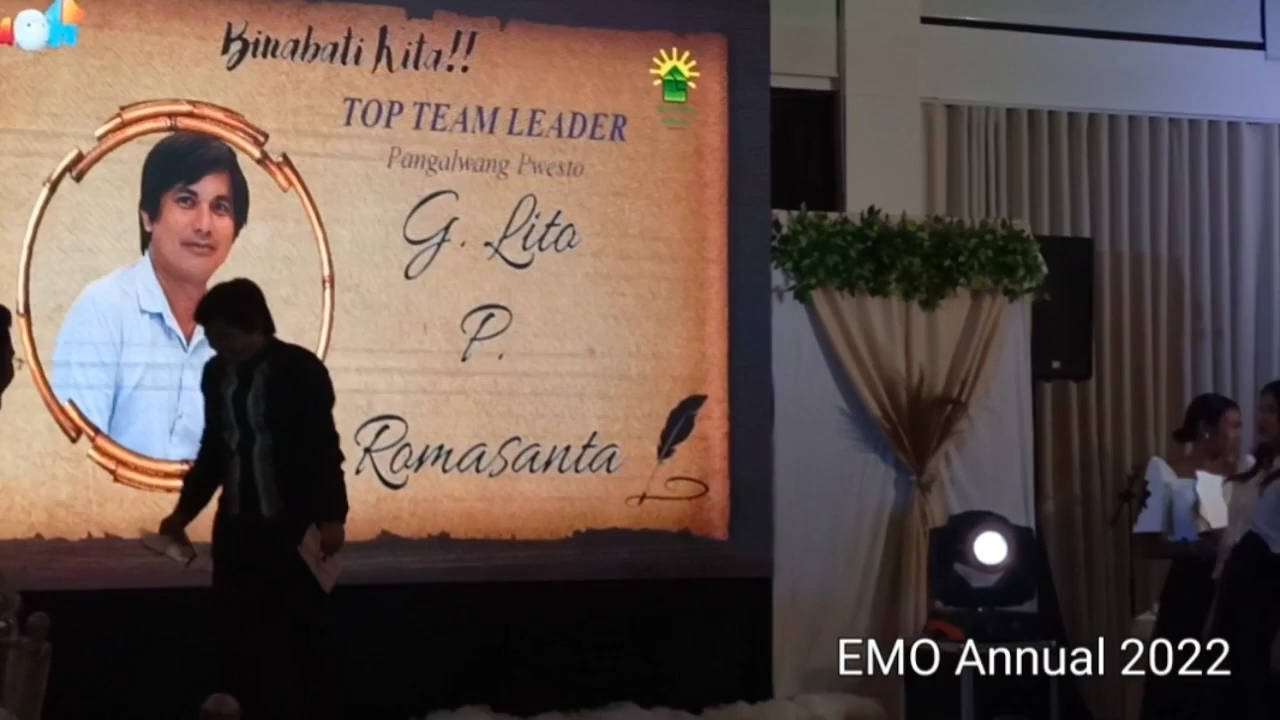 Binabati Kita!!
TOP TEAM LEADER
Pangalwang Pwesto
G. Lito
P.
Romasanta
EMO Annual 2022